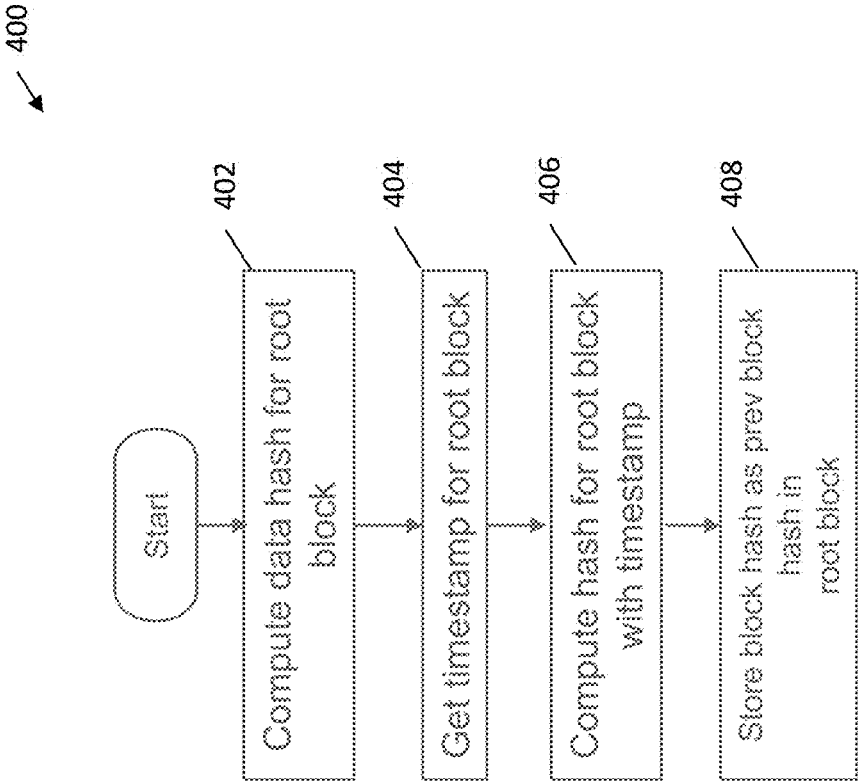 400
Start
Compute data hash for root
block
402
Get timestamp for root block
404
Compute hash for root block
with timestamp
406
Store block hash as prev block
hash in
root block
408